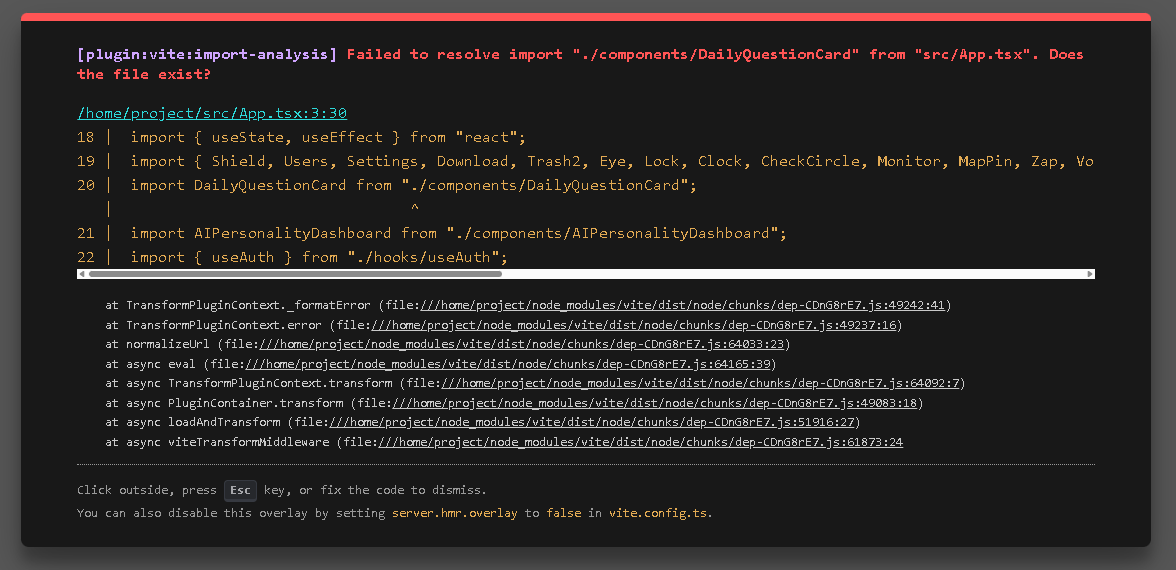 [plugin:vite:import-analysis] Failed to resolve import "./components/DailyQuestionCard" from "src/App.tsx". Does
the file exist?
/home/project/src/App.tsx:3:30
18 |  import { useState, useEffect } from "react";
19 |  import { Shield, Users, Settings, Download, Trash2, Eye, Lock, Clock, CheckCircle, Monitor, MapPin, Zap, Vo
20 |  import DailyQuestionCard from "./components/DailyQuestionCard";
   |                                 ^
21 |  import AIPersonalityDashboard from "./components/AIPersonalityDashboard";
22 |  import { useAuth } from "./hooks/useAuth";
at TransformPluginContext._formatError (file:///home/project/node_modules/vite/dist/node/chunks/dep-CDnG8rE7.js:49242:41)
at TransformPluginContext.error (file:///home/project/node_modules/vite/dist/node/chunks/dep-CDnG8rE7.js:49237:16)
at normalizeUrl (file:///home/project/node_modules/vite/dist/node/chunks/dep-CDnG8rE7.js:64033:23)
at async eval (file:///home/project/node_modules/vite/dist/node/chunks/dep-CDnG8rE7.js:64165:39)
at async TransformPluginContext.transform (file:///home/project/node_modules/vite/dist/node/chunks/dep-CDnG8rE7.js:64092:7)
at async PluginContainer.transform (file:///home/project/node_modules/vite/dist/node/chunks/dep-CDnG8rE7.js:49083:18)
at async loadAndTransform (file:///home/project/node_modules/vite/dist/node/chunks/dep-CDnG8rE7.js:51916:27)
at async viteTransformMiddleware (file:///home/project/node_modules/vite/dist/node/chunks/dep-CDnG8rE7.js:61873:24
Click outside, press Esc key, or fix the code to dismiss.
You can also disable this overlay by setting server.hmr.overlay to false in vite.config.ts.